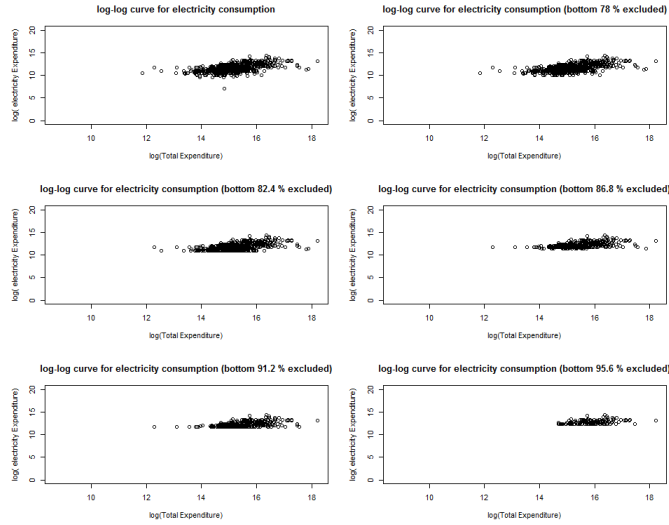 log-log curve for electricity consumption
log( electricity Expenditure)
20
15
10
5
0
10 12 14 16 18
log(Total Expenditure)
log-log curve for electricity consumption (bottom 78 % excluded)
log( electricity Expenditure)
20
15
10
5
0
10 12 14 16 18
log(Total Expenditure)
log-log curve for electricity consumption (bottom 82.4 % excluded)
log( electricity Expenditure)
20
15
10
5
0
10 12 14 16 18
log(Total Expenditure)
log-log curve for electricity consumption (bottom 86.8 % excluded)
log( electricity Expenditure)
20
15
10
5
0
10 12 14 16 18
log(Total Expenditure)
log-log curve for electricity consumption (bottom 91.2 % excluded)
log( electricity Expenditure)
20
15
10
5
0
10 12 14 16 18
log(Total Expenditure)
log-log curve for electricity consumption (bottom 95.6 % excluded)
log( electricity Expenditure)
20
15
10
5
0
10 12 14 16 18
log(Total Expenditure)